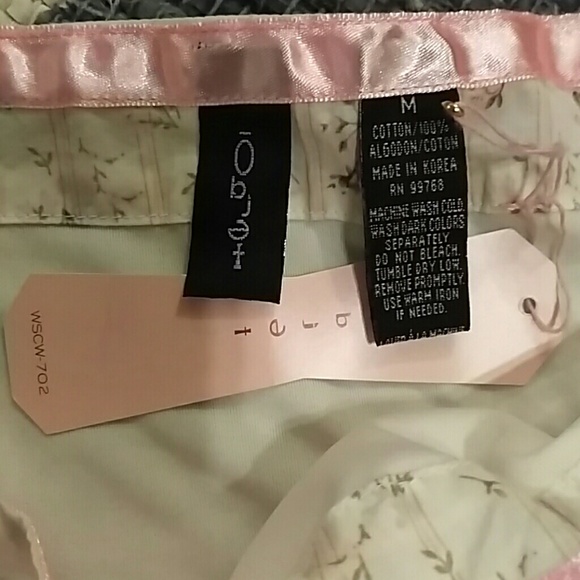 Objet
M
COTTON/100%
ALGODON/COTON
MADE IN KOREA
RN 99768
MACHINE WASH COLD
WASH DARK COLORS
SEPARATELY
DO NOT BLEACH.
TUMBLE DRY LOW.
REMOVE PROMPTLY.
USE WARM IRON
IF NEEDED.
WSCW-702